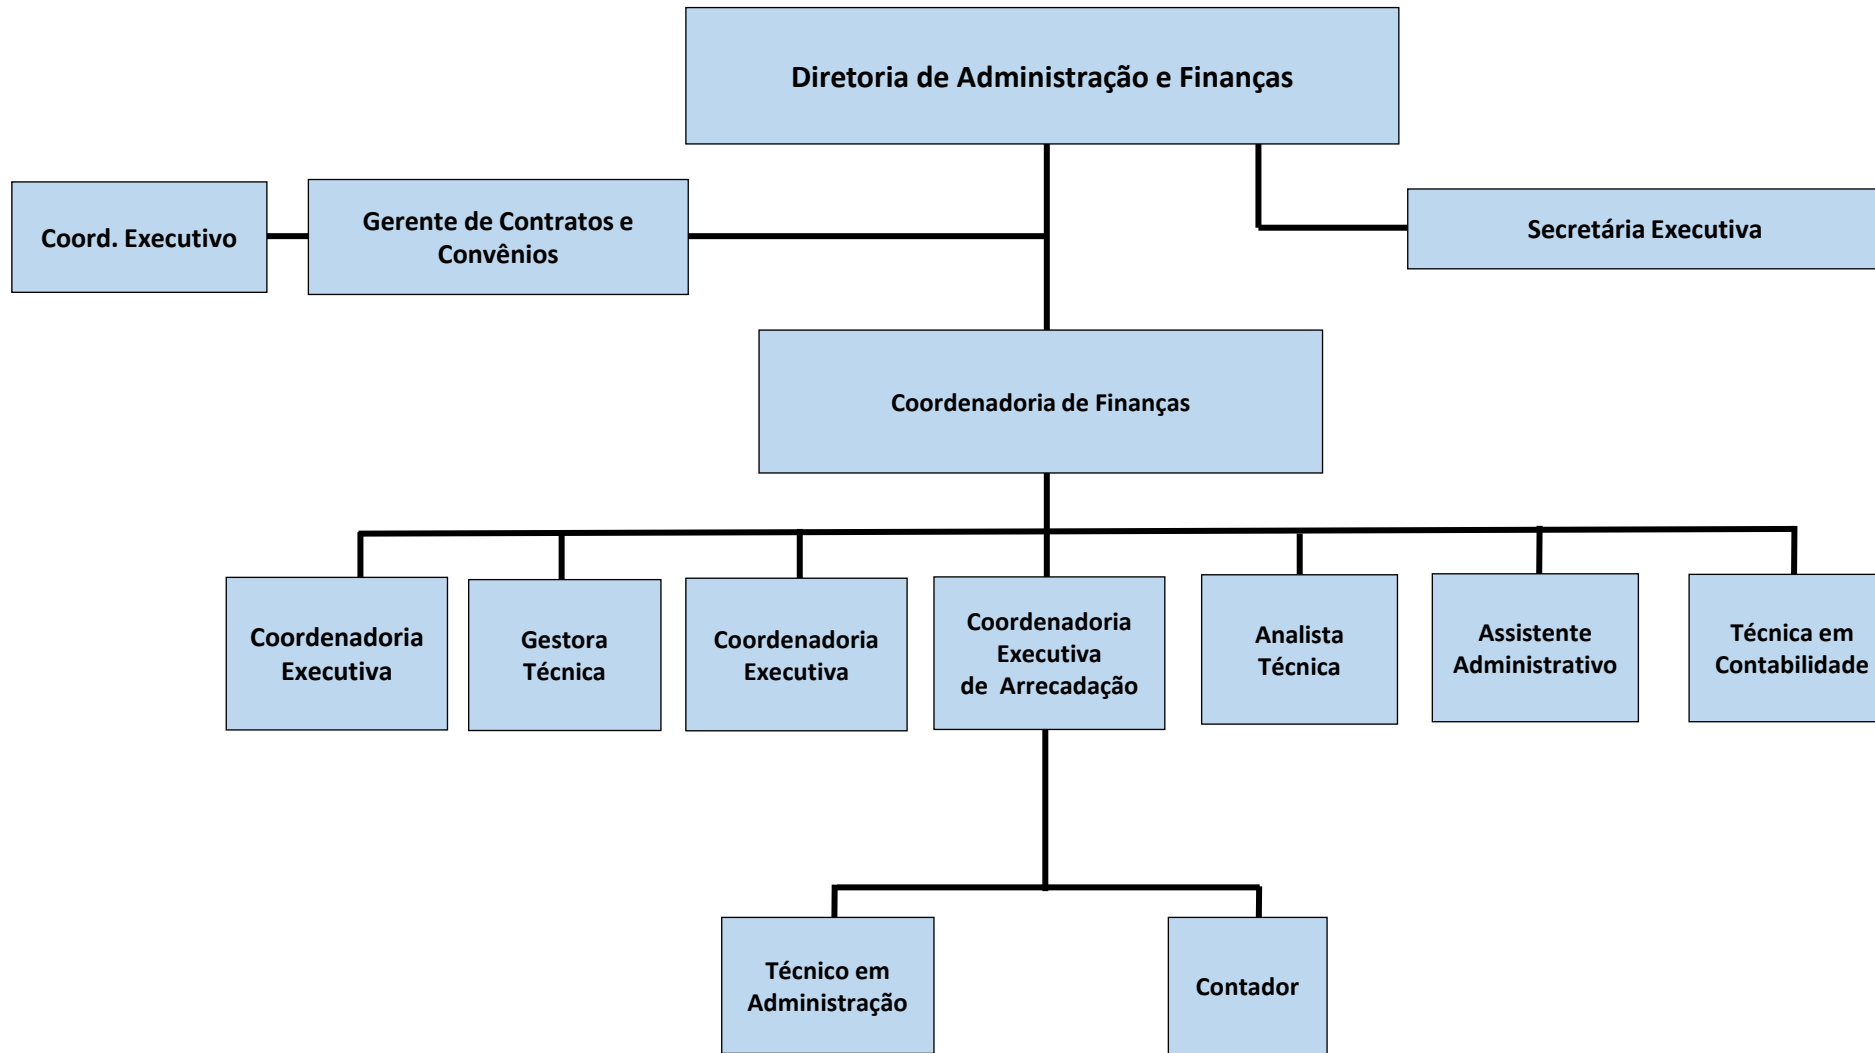 Diretoria de Administração e Finanças
Coord. Executivo
Gerente de Contratos e
Convênios
Secretária Executiva
Coordenadoria de Finanças
Coordenadoria
Executiva
Gestora
Técnica
Coordenadoria
Executiva
Coordenadoria
Executiva
de Arrecadação
Analista
Técnica
Assistente
Administrativo
Técnica em
Contabilidade
Técnico em
Administração
Contador